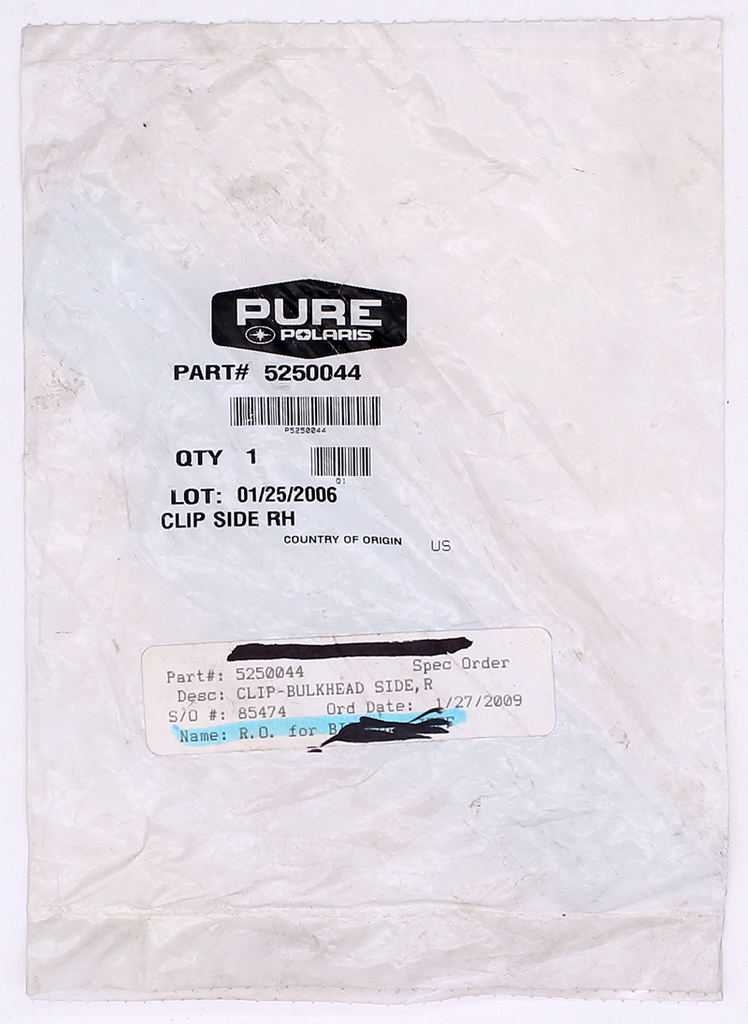 PURE
POLARIS
PART# 5250044
P5250044
QTY 1
Q1
LOT: 01/25/2006
CLIP SIDE RH
COUNTRY OF ORIGIN US
Part#: 5250044 Spec Order
Desc: CLIP-BULKHEAD SIDE,R
S/O #: 85474 Ord Date: 1/27/2009
Name: R.O. for